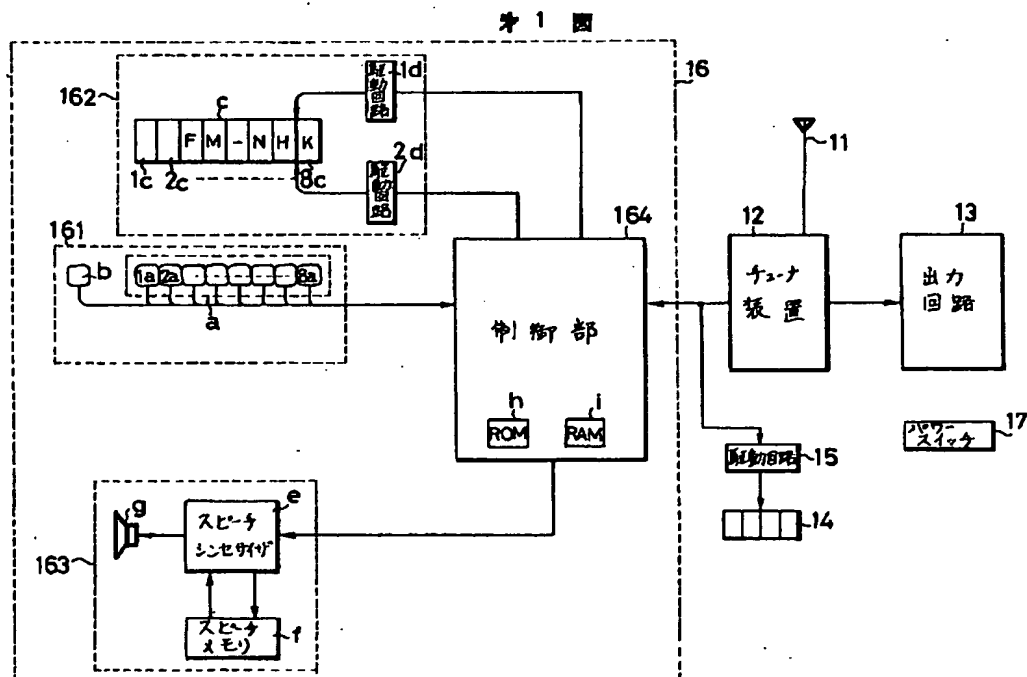 第 1 図
16
162
c
F M - N H K
1c
2c
8c
駆動回路
1d
駆動回路
2d
161
b
1a
2a
8a
a
164
制御部
h
ROM
i
RAM
11
12
チューナ
装置
13
出力
回路
パワー
スイッチ
17
駆動回路
15
14
163
g
e
スピーチ
シンセサイザ
スピーチ
メモリ
f